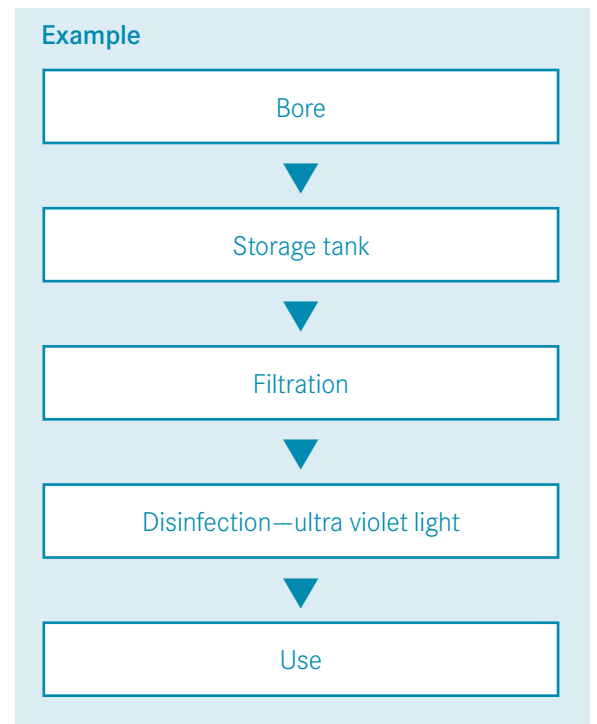 Example
Bore
Storage tank
Filtration
Disinfection—ultra violet light
Use